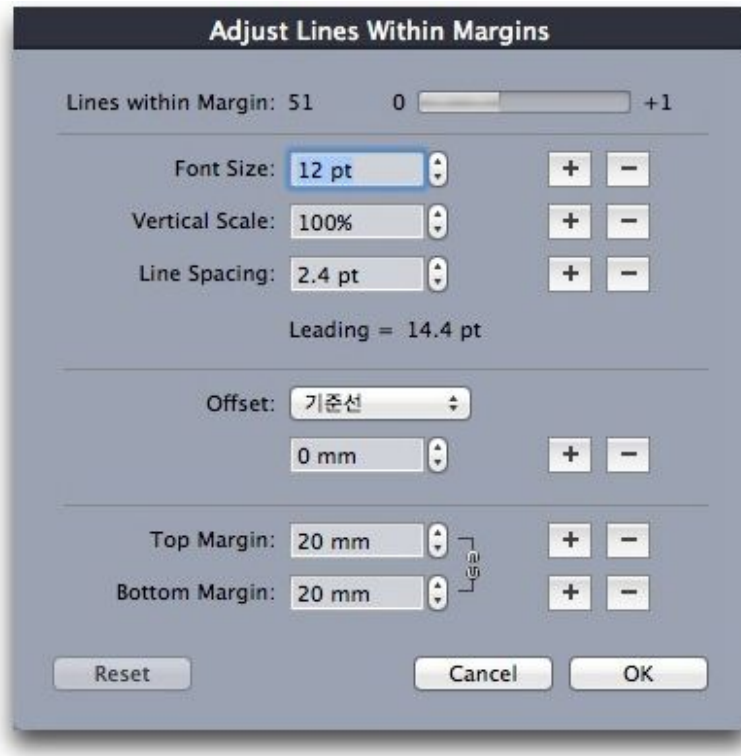 Adjust Lines Within Margins
Lines within Margin: 51 0 +1
Font Size: 12 pt + −
Vertical Scale: 100% + −
Line Spacing: 2.4 pt + −
Leading = 14.4 pt
Offset: 기준선
0 mm + −
Top Margin: 20 mm + −
Bottom Margin: 20 mm + −
Reset Cancel OK